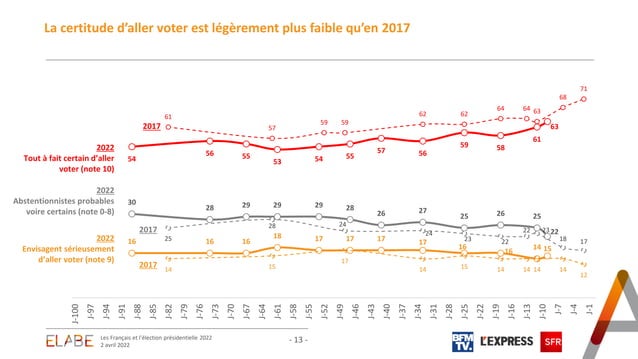 La certitude d'aller voter est légèrement plus faible qu'en 2017
71
68
61 57 59 59 62 62 64 64 63
2017
2022
Tout à fait certain d'aller
voter (note 10)
54 56 55 53 54 55 57 56 59 58 61 63
2022
Abstentionnistes probables
voire certains (note 0-8)
30 28 29 29 29 28 26 27 25 26 25 22
2017
25 28 24 24 23 22 22 23 18 17
2022
Envisagent sérieusement
d'aller voter (note 9)
16 16 16 18 17 17 17 17 16 16 14 15
2017
14 15 17 14 15 14 14 14 14 12
J-100 J-97 J-94 J-91 J-88 J-85 J-82 J-79 J-76 J-73 J-70 J-67 J-64 J-61 J-58 J-55 J-52 J-49 J-46 J-43 J-40 J-37 J-34 J-31 J-28 J-25 J-22 J-19 J-16 J-13 J-10 J-7 J-4 J-1
ELABE
Les Français et l'élection présidentielle 2022
2 avril 2022
- 13 -
BFM
TV.
L'EXPRESS
SFR